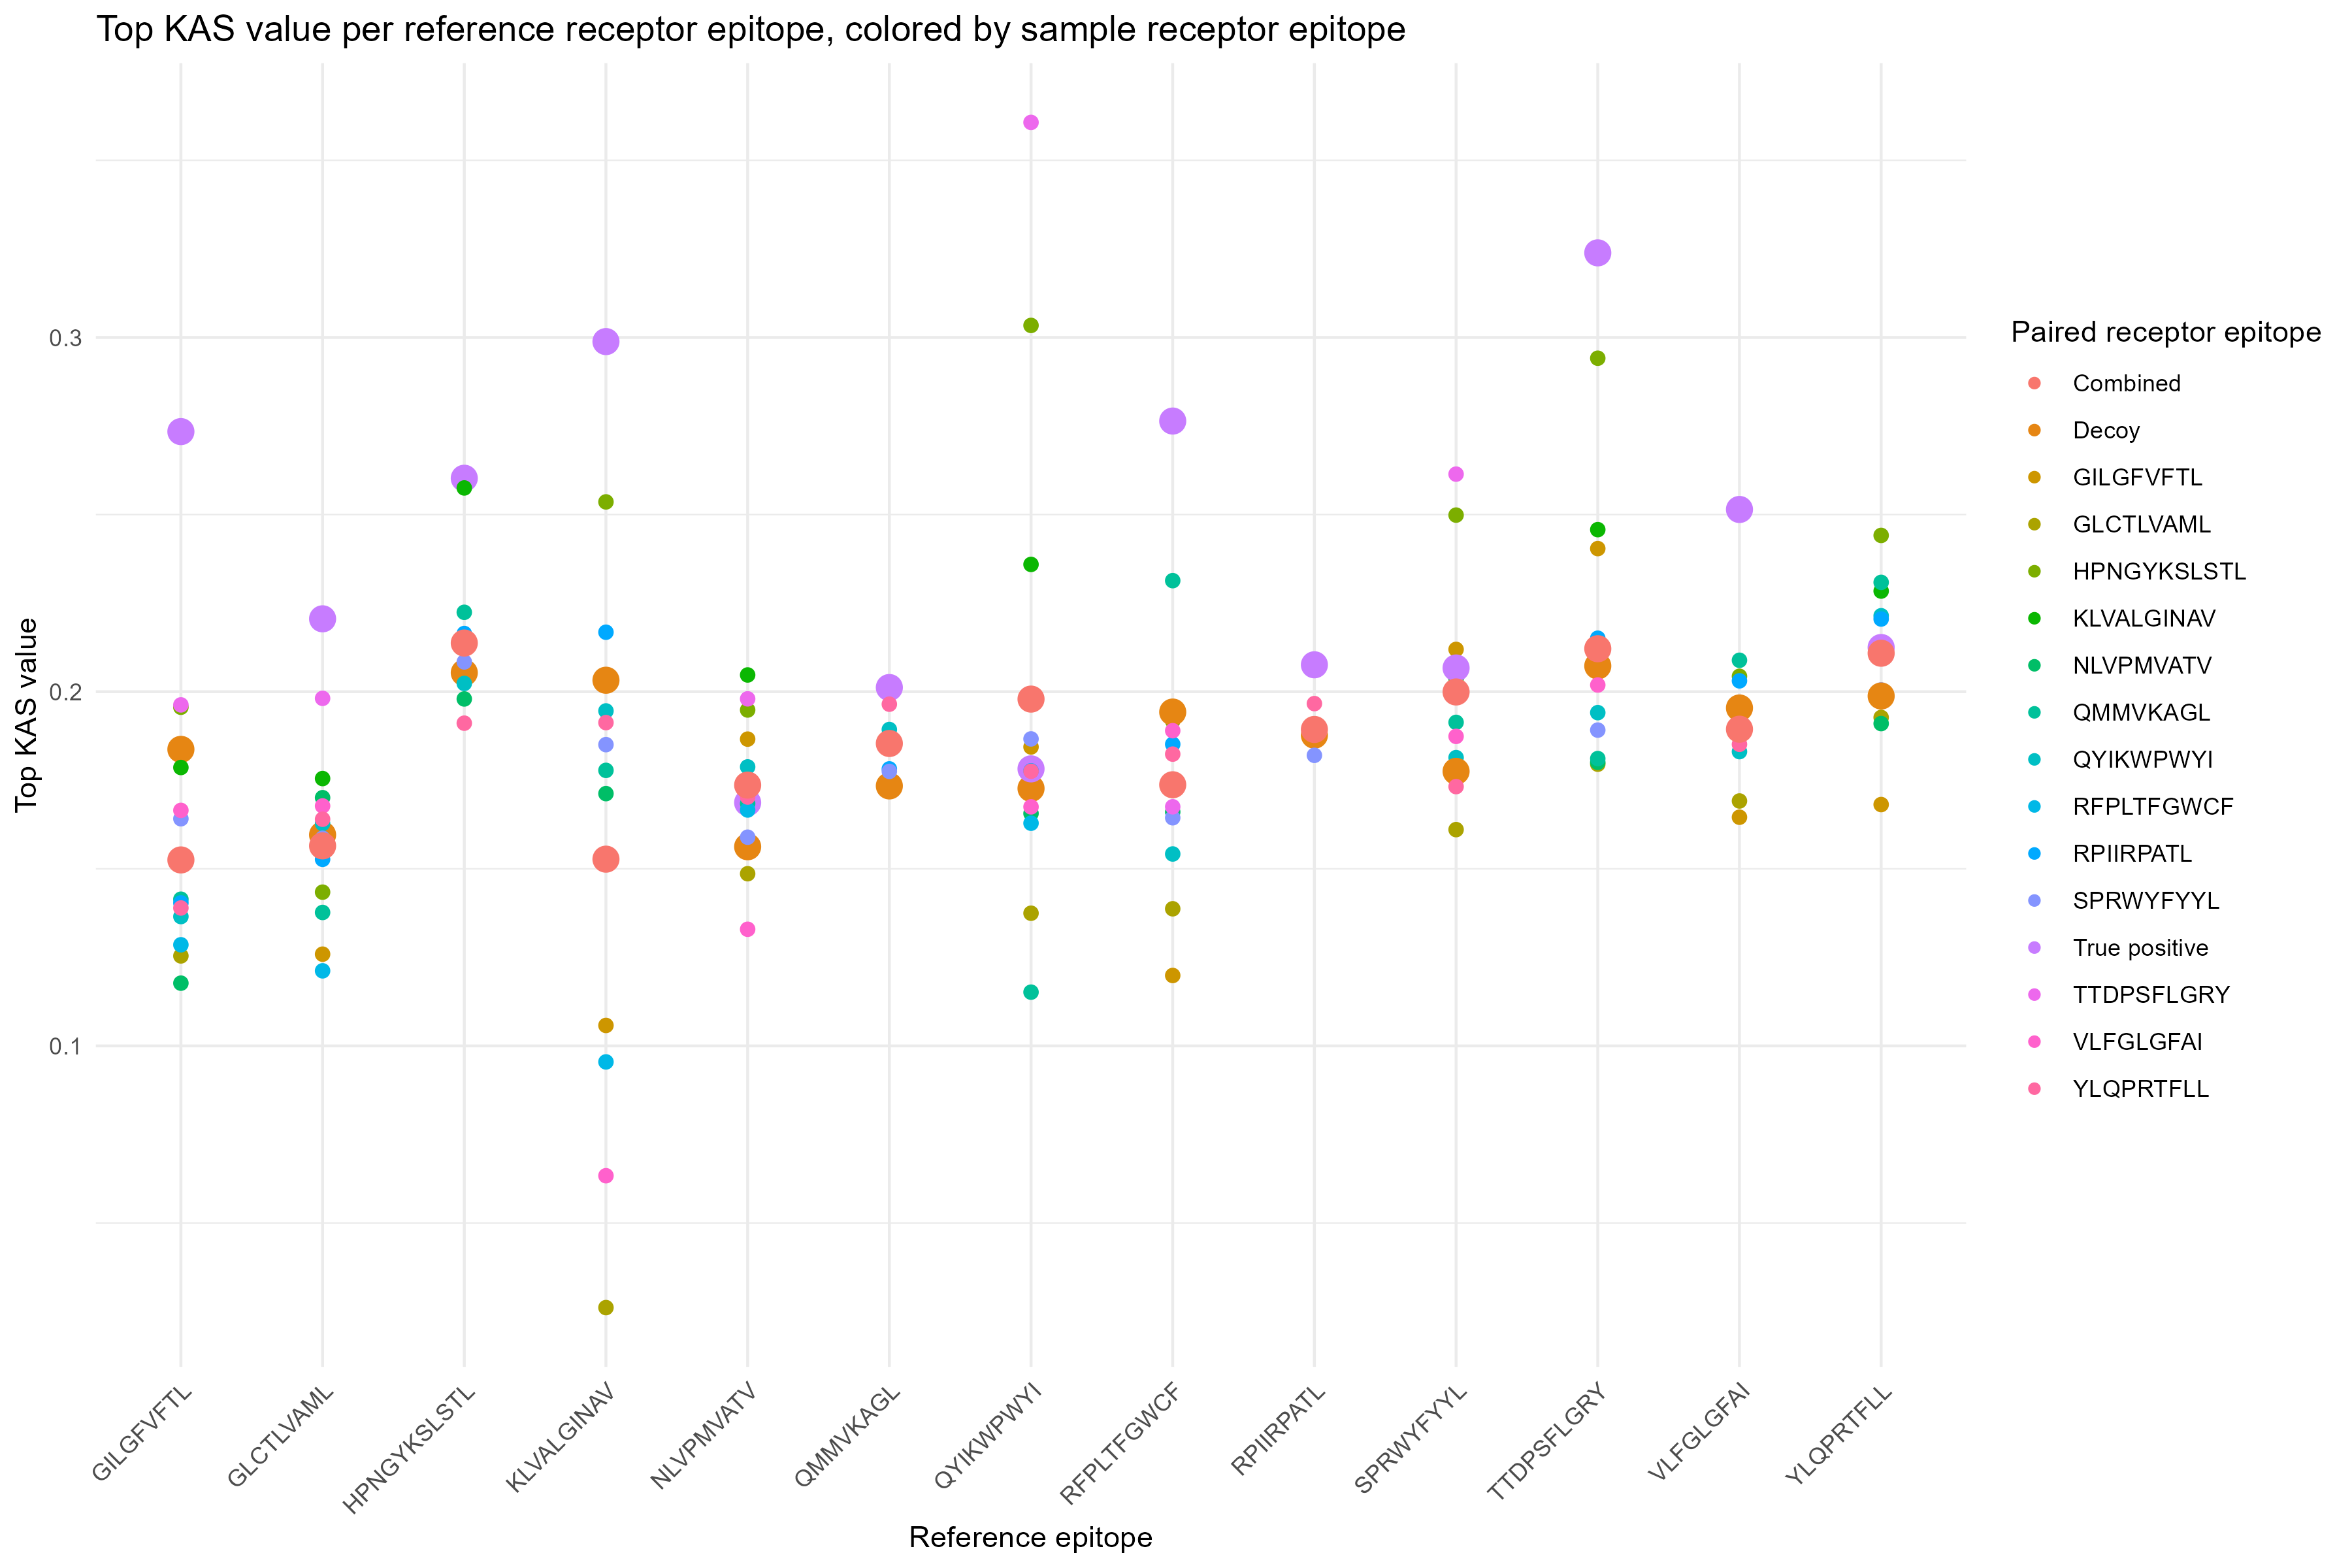 Top KAS value per reference receptor epitope, colored by sample receptor epitope
Top KAS value
0.3
0.2
0.1
GILGFVFTL
GLCTLVAML
HPNGYKSLSTL
KLVALGINAV
NLVPMVATV
QMMVKAGL
QYIKWPWYI
RFPLTFGWCF
RPIIRPATL
SPRWYFYYL
TTDPSFLGRY
VLFGLGFAI
YLQPRTFLL
Reference epitope
Paired receptor epitope
Combined
Decoy
GILGFVFTL
GLCTLVAML
HPNGYKSLSTL
KLVALGINAV
NLVPMVATV
QMMVKAGL
QYIKWPWYI
RFPLTFGWCF
RPIIRPATL
SPRWYFYYL
True positive
TTDPSFLGRY
VLFGLGFAI
YLQPRTFLL